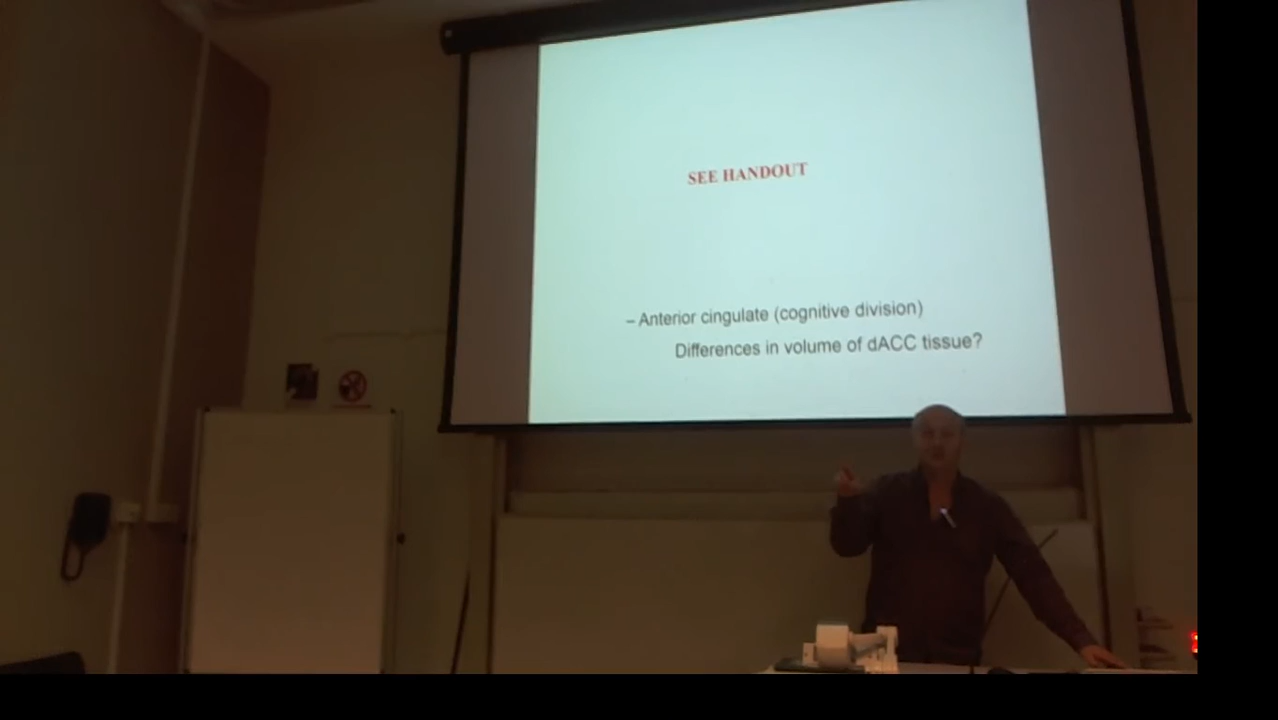 SEE HANDOUT
– Anterior cingulate (cognitive division)
Differences in volume of dACC tissue?